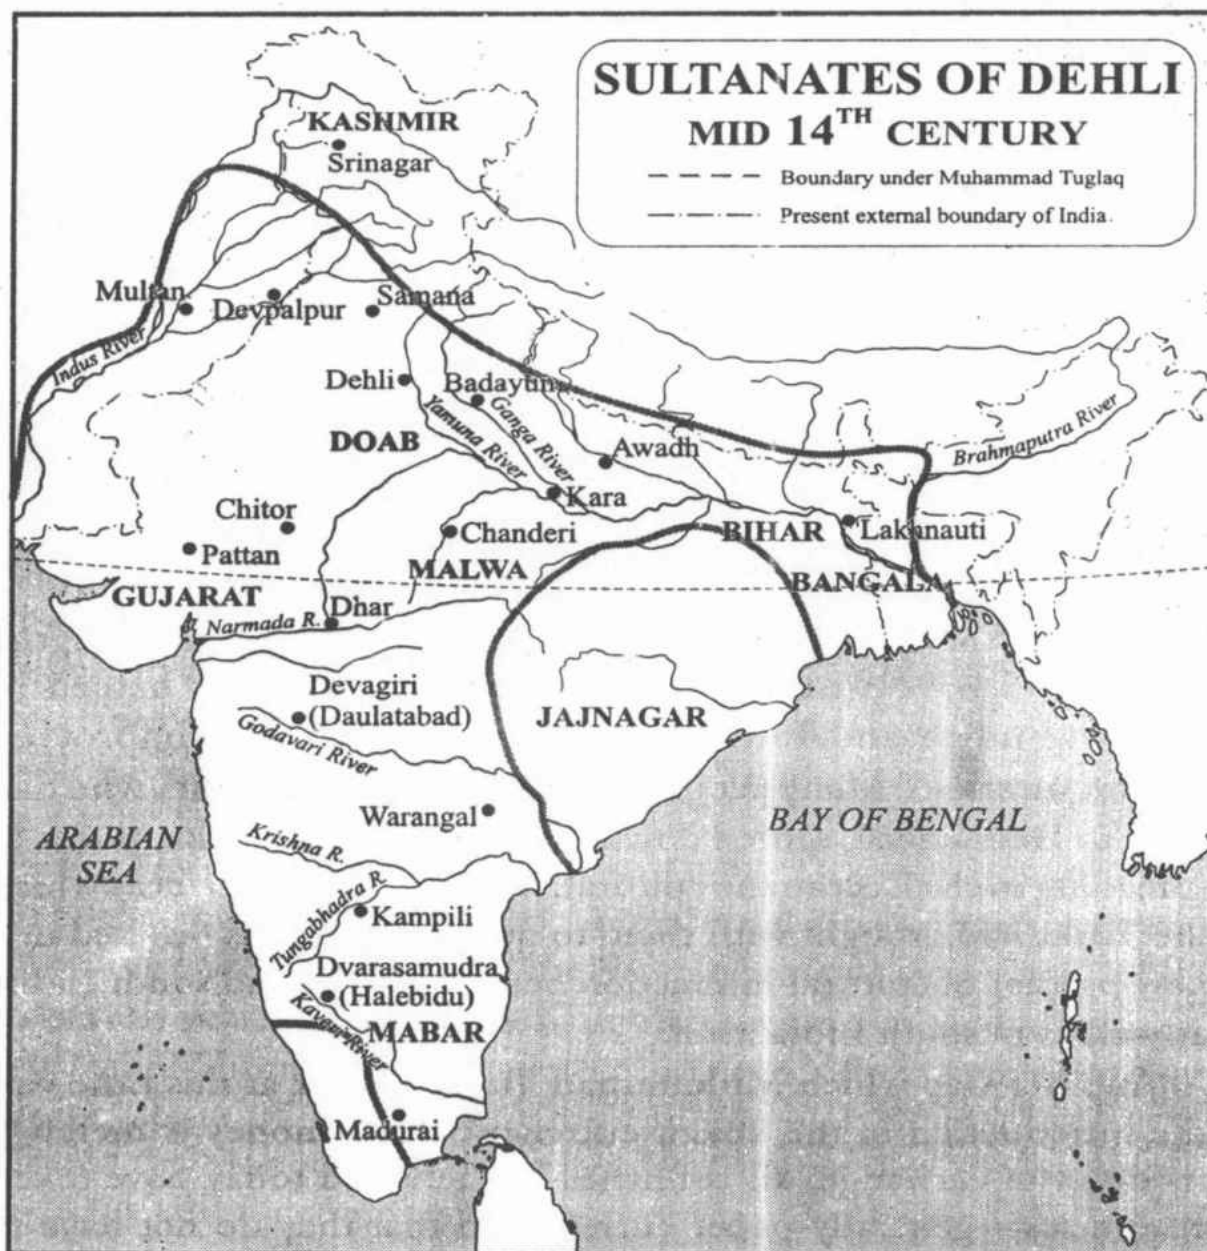 SULTANATES OF DEHLI
MID 14TH CENTURY
Boundary under Muhammad Tuglaq
Present external boundary of India.
KASHMIR
Srinagar
Multan
Devpalpur
Samana
Indus River
Dehli
Badayun
Ganga River
Yamuna River
DOAB
Awadh
Brahmaputra River
Kara
Chitor
Chanderi
BIHAR
Lakhnauti
Pattan
MALWA
BANGALA
GUJARAT
Dhar
Narmada R.
Devagiri
(Daulatabad)
JAJNAGAR
Godavari River
Warangal
BAY OF BENGAL
ARABIAN
SEA
Krishna R.
Tungabhadra R.
Kampili
Dvarasamudra
(Halebidu)
Kaveri River
MABAR
Madurai